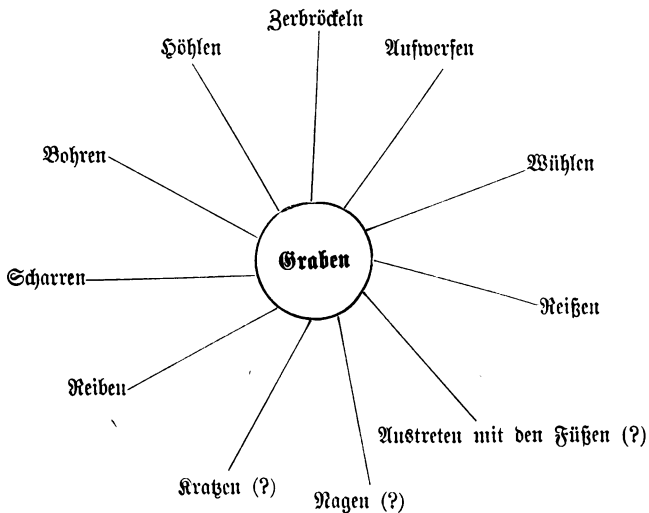 Zerbröckeln
Höhlen
Aufwerfen
Bohren
Wühlen
Graben
Scharren
Reißen
Reiben
Austreten mit den Füßen (?)
Kratzen (?)
Nagen (?)